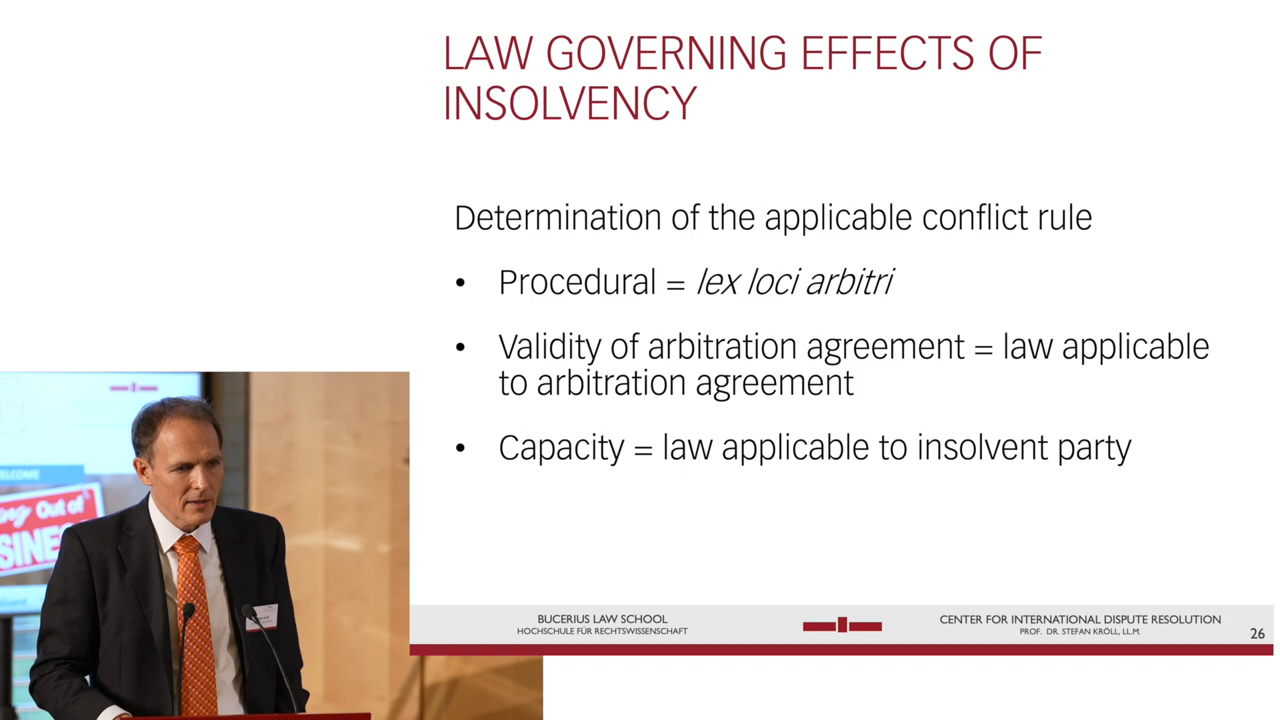 LAW GOVERNING EFFECTS OF
INSOLVENCY
Determination of the applicable conflict rule
• Procedural = lex loci arbitri
• Validity of arbitration agreement = law applicable
to arbitration agreement
• Capacity = law applicable to insolvent party
BUCERIUS LAW SCHOOL
HOCHSCHULE FÜR RECHTSWISSENSCHAFT
CENTER FOR INTERNATIONAL DISPUTE RESOLUTION
PROF. DR. STEFAN KRÖLL, LL.M.
26
Out of